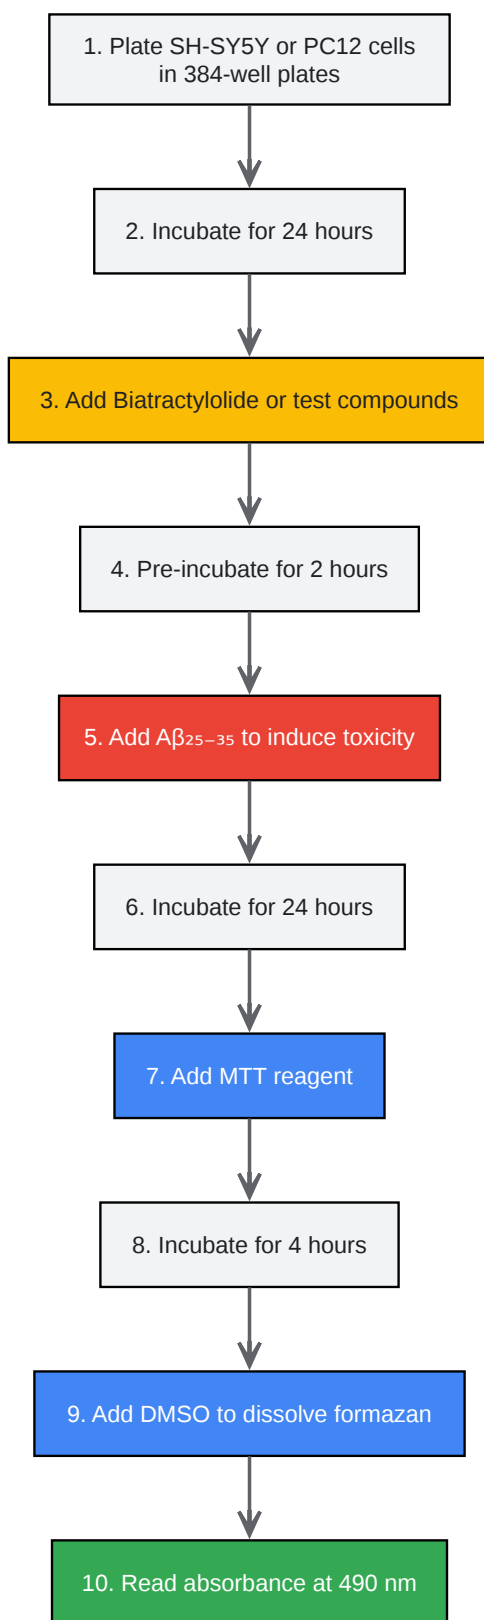 1. Plate SH-SY5Y or PC12 cells
in 384-well plates
2. Incubate for 24 hours
3. Add Biatractylolide or test compounds
4. Pre-incubate for 2 hours
5. Add Aβ₂₅₋₃₅ to induce toxicity
6. Incubate for 24 hours
7. Add MTT reagent
8. Incubate for 4 hours
9. Add DMSO to dissolve formazan
10. Read absorbance at 490 nm